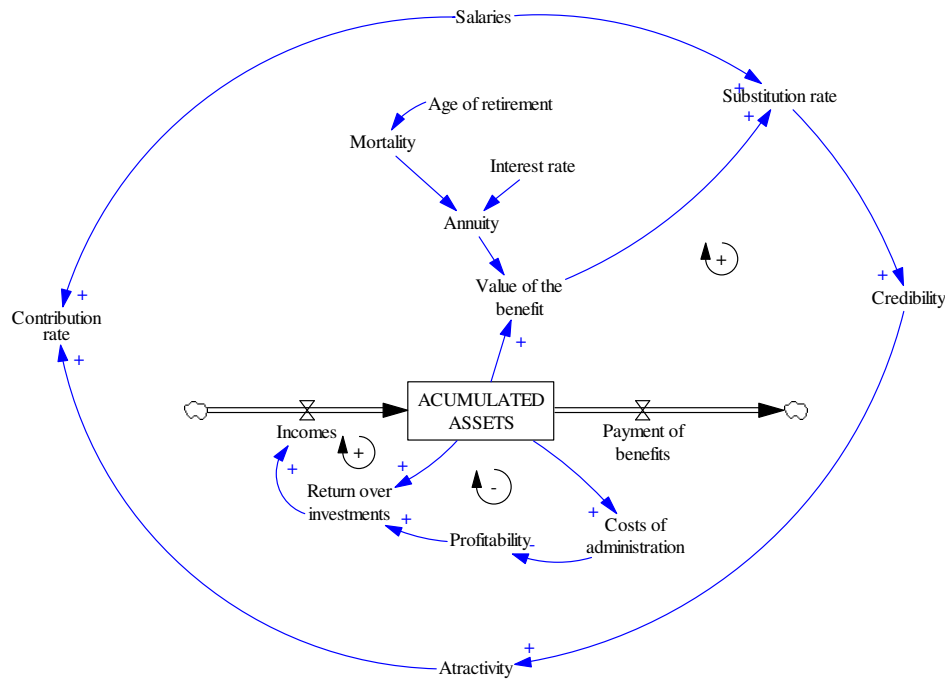 Salaries
Substitution rate
+
+
Age of retirement
Mortality
Interest rate
Annuity
+
Value of the
benefit
+
Credibility
+
Contribution
rate
+
+
ACUMULATED
ASSETS
Incomes
Payment of
benefits
+
+
+
Return over
investments
-
+
+
Costs of
administration
Profitability
-
+
Atractivity